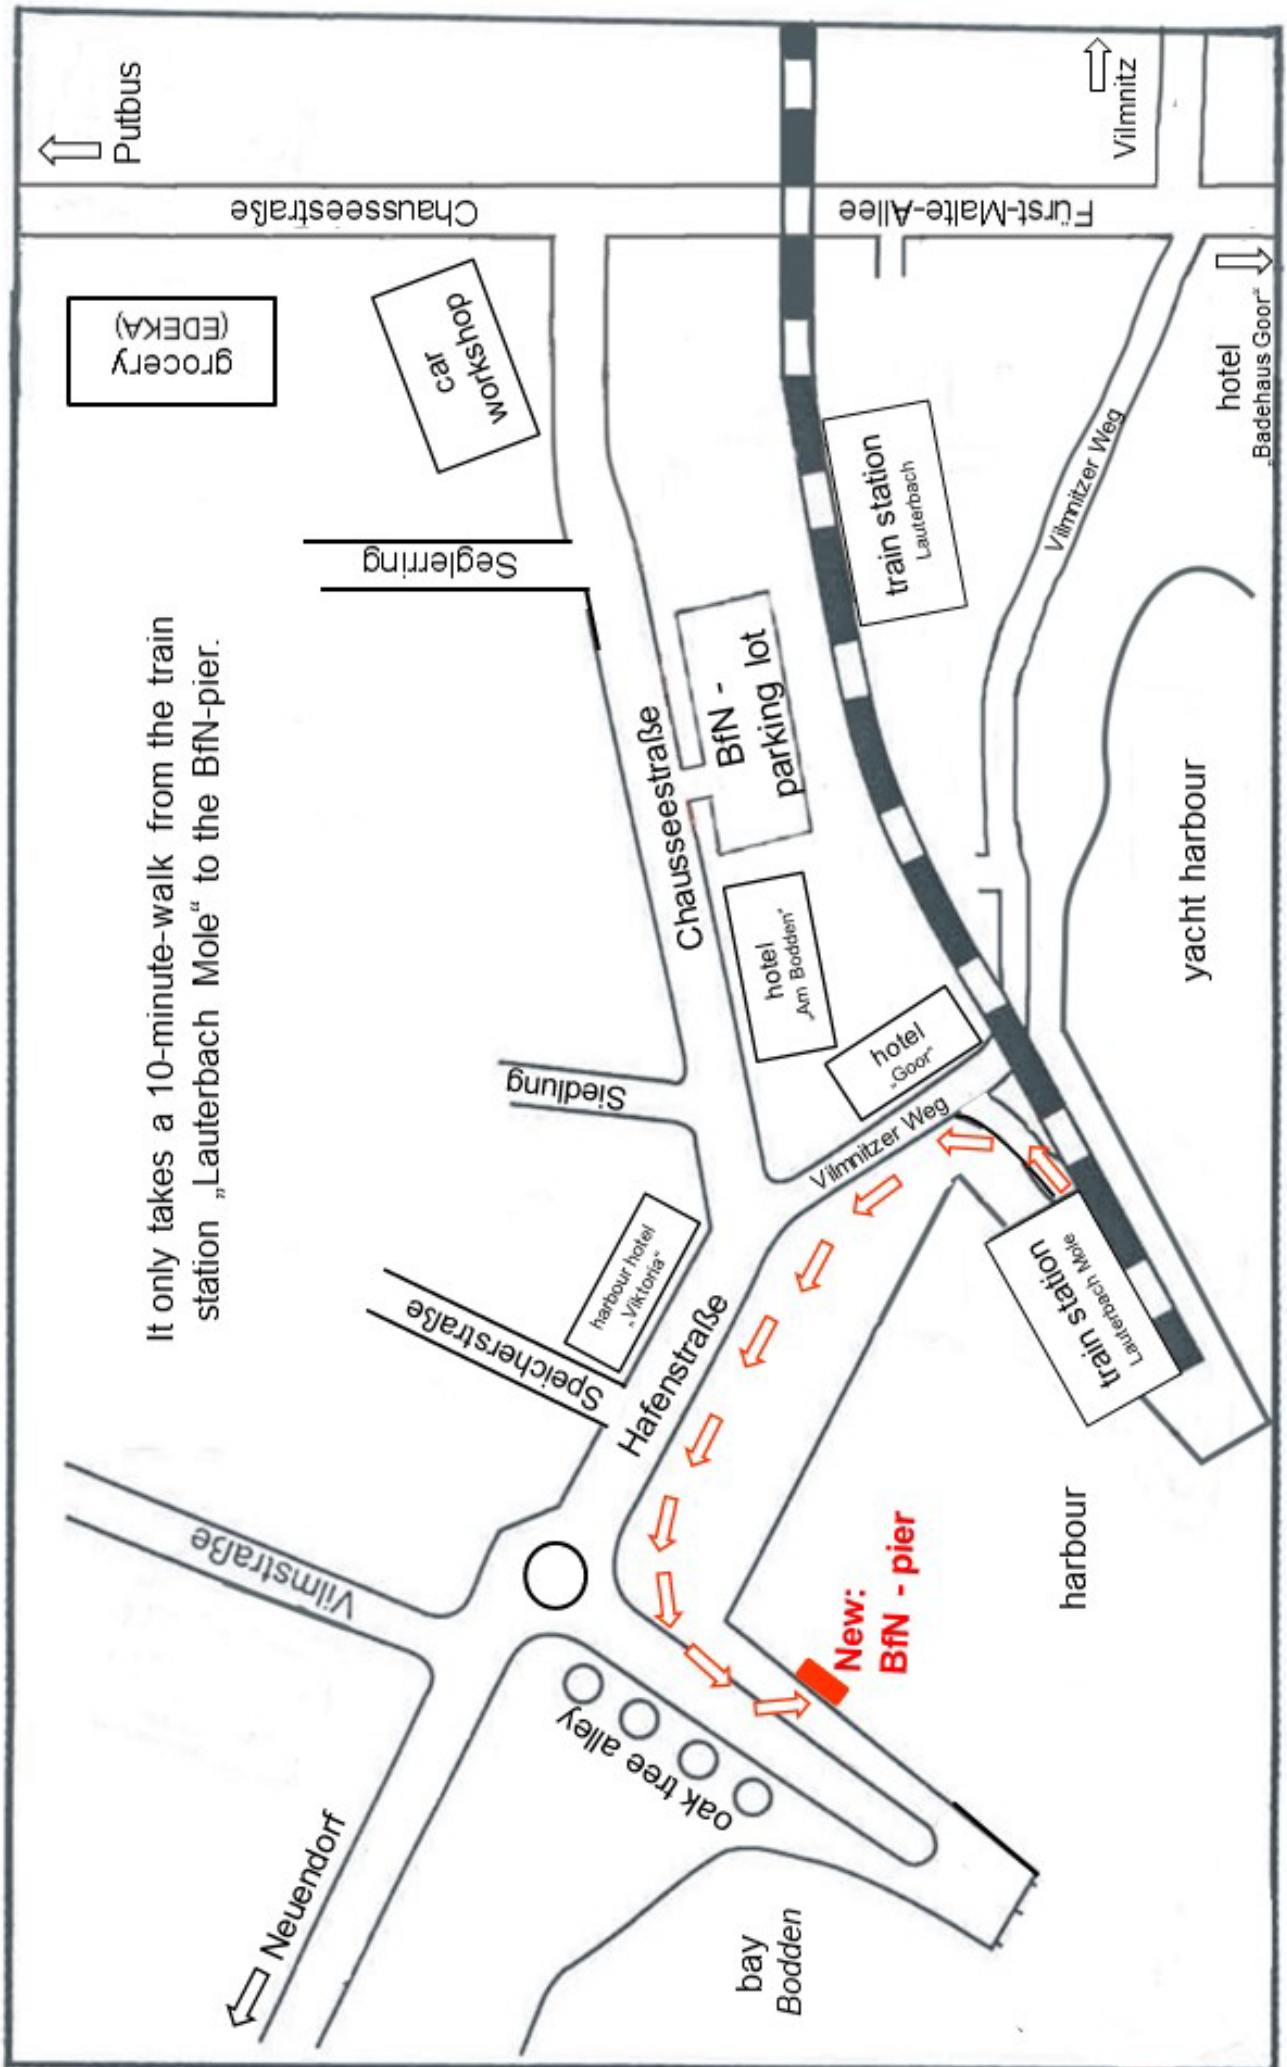 It only takes a 10-minute-walk from the train
station „Lauterbach Mole“ to the BfN-pier.
Neuendorf
Vilmstraße
Speicherstraße
harbour hotel
„Viktoria“
Siedlung
Seglerring
car
workshop
grocery
(EDEKA)
Putbus
Chausseestraße
Chausseestraße
Hafenstraße
BfN -
parking lot
hotel
„Am Bodden“
hotel
„Goor“
Vilmnitzer Weg
train station
Lauterbach
Fürst-Malte-Allee
Vilmnitz
Vilmnitzer Weg
hotel
„Badehaus Goor“
yacht harbour
train station
Lauterbach Mole
oak tree alley
New:
BfN - pier
harbour
bay
Bodden